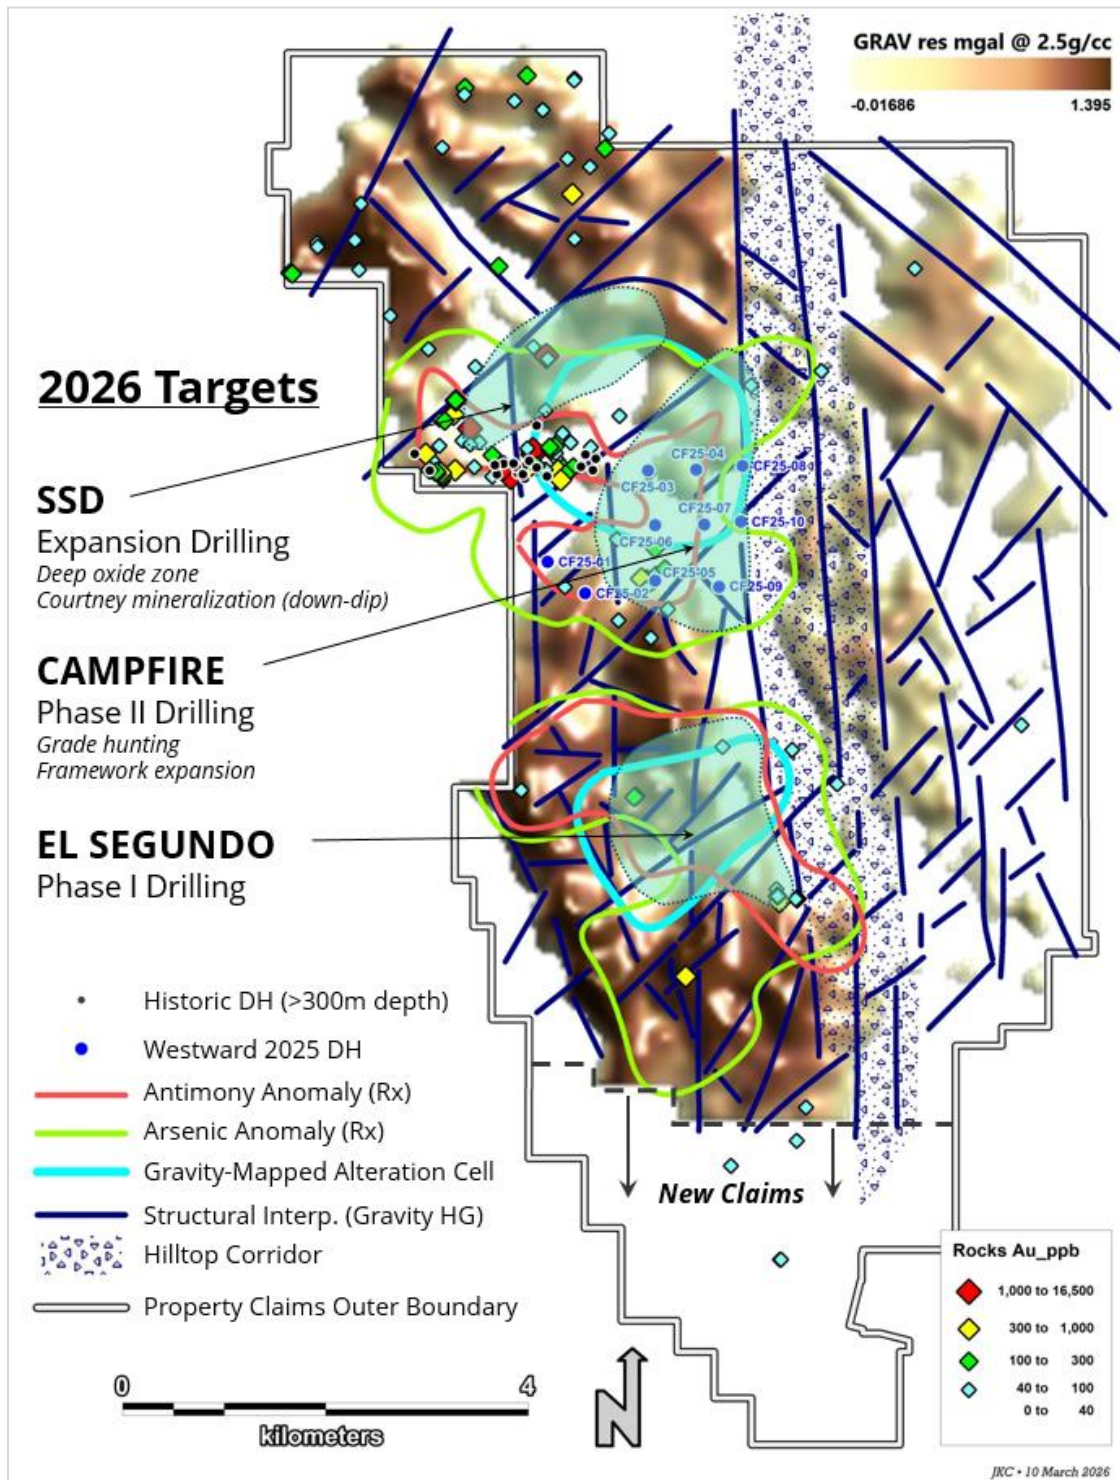 GRAV res mgal @ 2.5g/cc
-0.01686 1.395
2026 Targets
SSD
Expansion Drilling
Deep oxide zone
Courtney mineralization (down-dip)
CAMPFIRE
Phase II Drilling
Grade hunting
Framework expansion
EL SEGUNDO
Phase I Drilling
CF25-04
CF25-08
CF25-03
CF25-07
CF25-10
CF25-06
CF25-01
CF25-05
CF25-02
CF25-09
Historic DH (>300m depth)
Westward 2025 DH
Antimony Anomaly (Rx)
Arsenic Anomaly (Rx)
Gravity-Mapped Alteration Cell
Structural Interp. (Gravity HG)
Hilltop Corridor
Property Claims Outer Boundary
New Claims
0 4
kilometers
N
Rocks Au_ppb
1,000 to 16,500
300 to 1,000
100 to 300
40 to 100
0 to 40
JKC • 10 March 2026